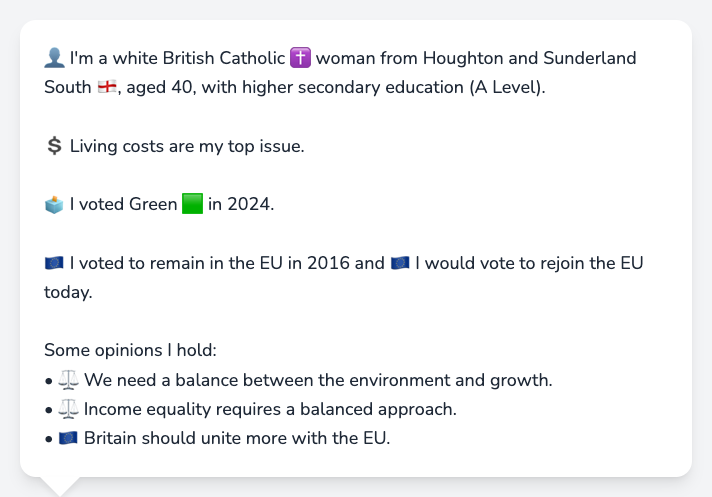 👤 I'm a white British Catholic ✝️ woman from Houghton and Sunderland
South 🏴󠁧󠁢󠁥󠁮󠁧󠁿, aged 40, with higher secondary education (A Level).
💲 Living costs are my top issue.
🗳️ I voted Green 🟩 in 2024.
🇪🇺 I voted to remain in the EU in 2016 and 🇪🇺 I would vote to rejoin the EU
today.
Some opinions I hold:
• ⚖️ We need a balance between the environment and growth.
• ⚖️ Income equality requires a balanced approach.
• 🇪🇺 Britain should unite more with the EU.